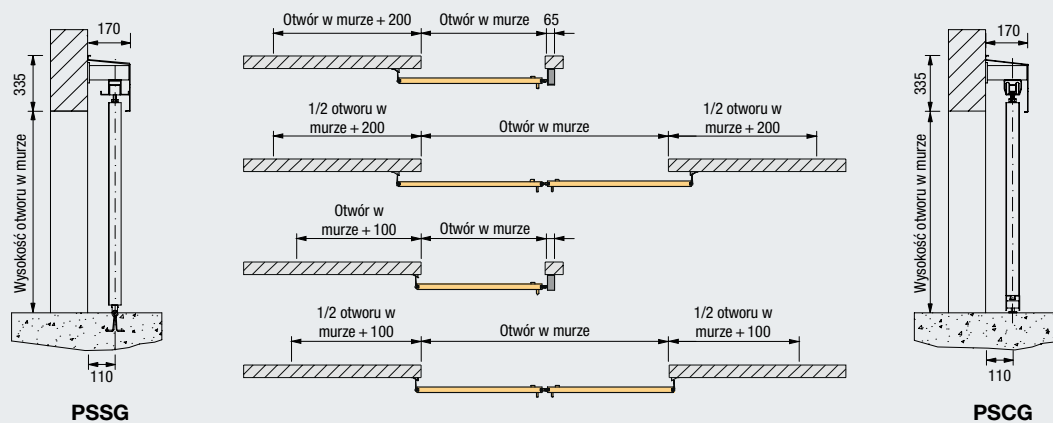 170
335
Wysokość otworu w murze
110
PSSG
Otwór w murze + 200
Otwór w murze
65
1/2 otworu w
murze + 200
Otwór w murze
1/2 otworu w
murze + 200
Otwór w
murze + 100
Otwór w murze
1/2 otworu w
murze + 100
Otwór w murze
1/2 otworu w
murze + 100
170
335
Wysokość otworu w murze
110
PSCG